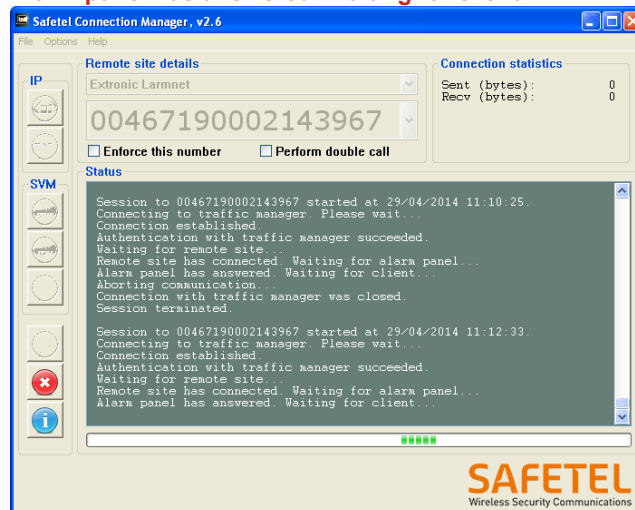 Safetel Connection Manager, v2.6
File Options Help
Remote site details
Extronic Larmnet
00467190002143967
Enforce this number Perform double call
Connection statistics
Sent (bytes): 0
Recv (bytes): 0
IP
SVM
Status
Session to 00467190002143967 started at 29/04/2014 11:10:25.
Connecting to traffic manager. Please wait...
Connection established.
Authentication with traffic manager succeeded.
Waiting for remote site...
Remote site has connected. Waiting for alarm panel...
Alarm panel has answered. Waiting for client...
Aborting communication...
Connection with traffic manager was closed.
Session terminated.
Session to 00467190002143967 started at 29/04/2014 11:12:33.
Connecting to traffic manager. Please wait...
Connection established.
Authentication with traffic manager succeeded.
Waiting for remote site...
Remote site has connected. Waiting for alarm panel...
Alarm panel has answered. Waiting for client...
SAFETEL
Wireless Security Communications